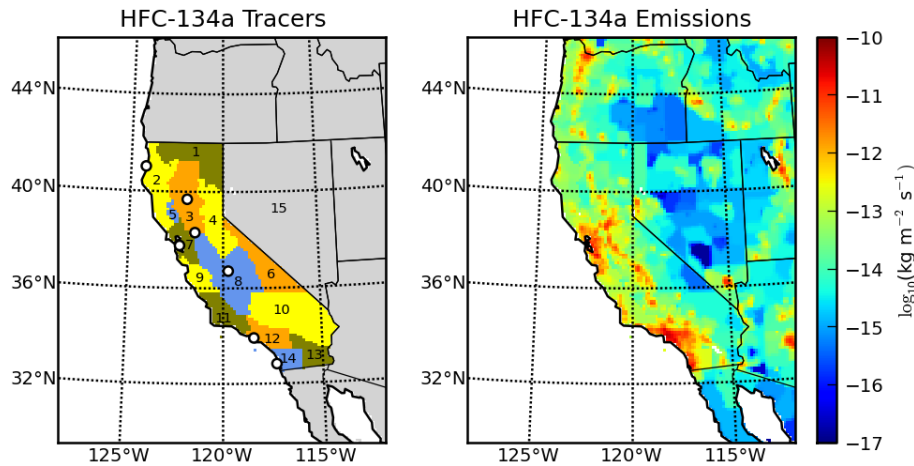 HFC-134a Tracers
HFC-134a Emissions
44°N
40°N
36°N
32°N
125°W
120°W
115°W
1
2
3
4
5
6
7
8
9
10
11
12
13
14
15
44°N
40°N
36°N
32°N
125°W
120°W
115°W
−10
−11
−12
−13
−14
−15
−16
−17
log₁₀(kg m⁻² s⁻¹)